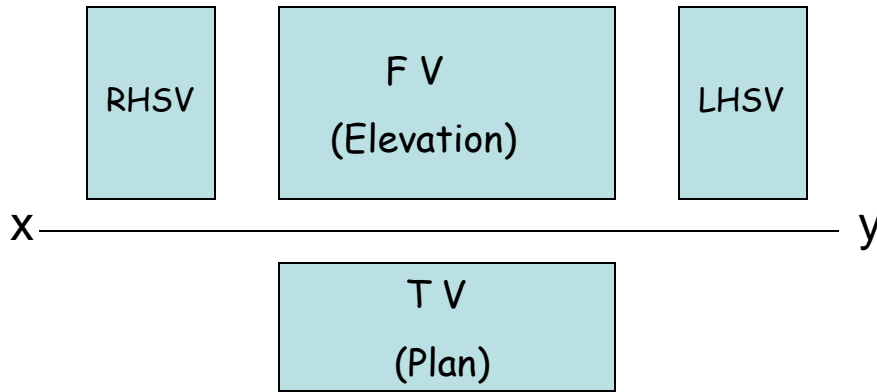 RHSV
F V
(Elevation)
LHSV
x
y
T V
(Plan)